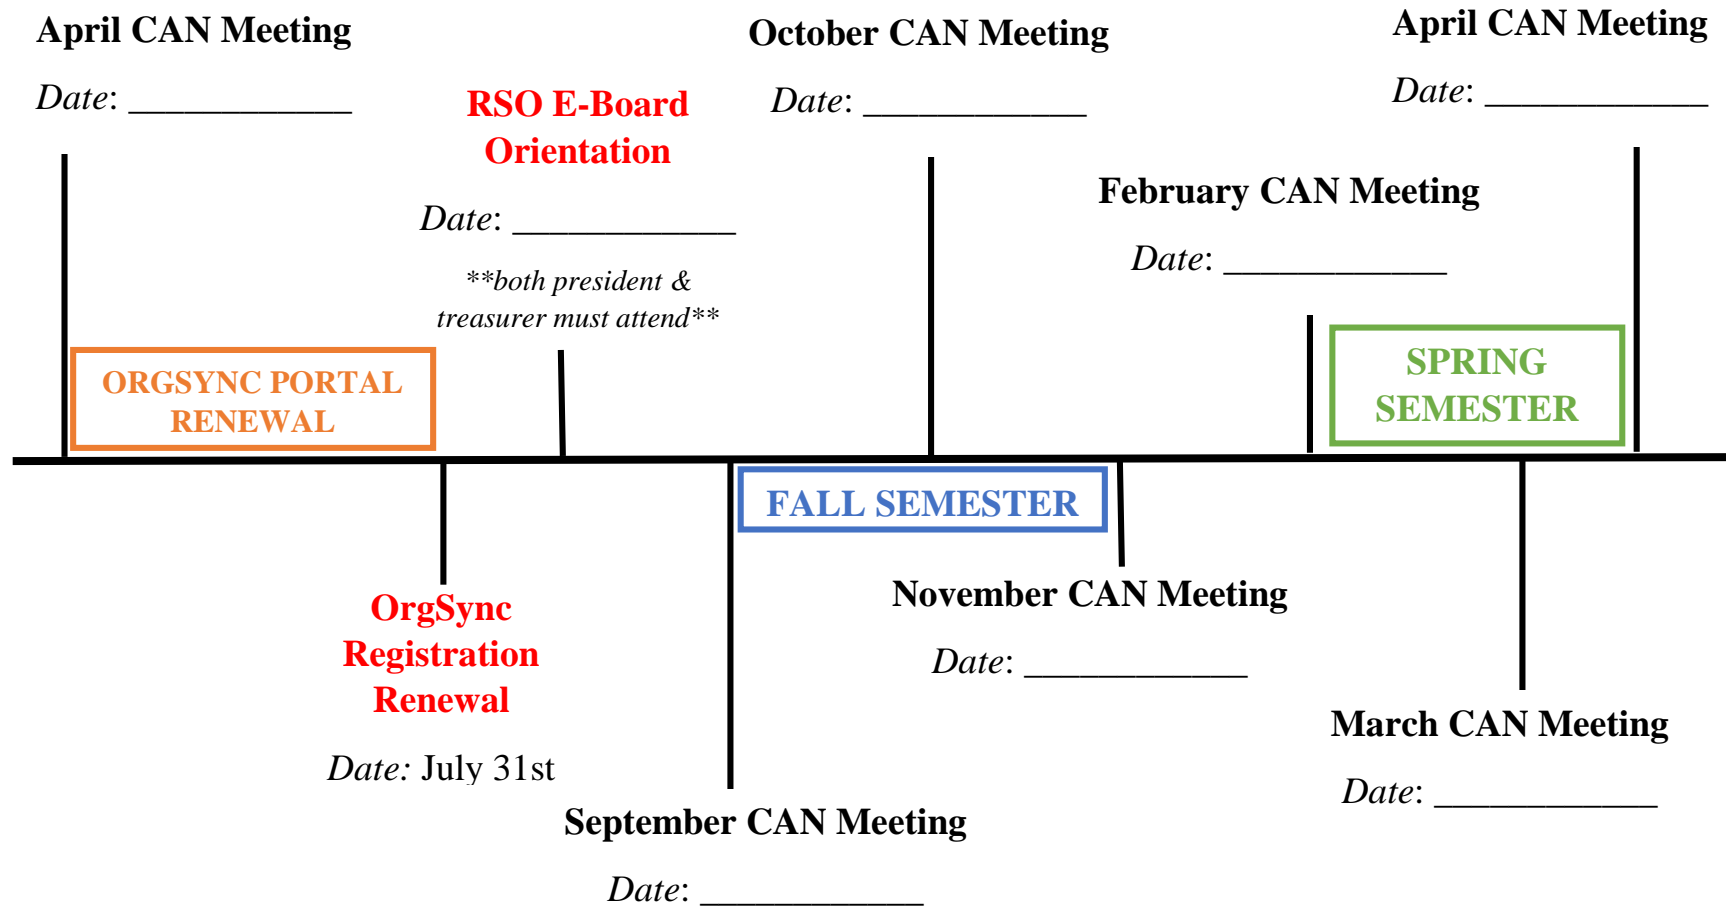 April CAN Meeting
Date: ____________
RSO E-Board
Orientation
Date: ____________
**both president &
treasurer must attend**
October CAN Meeting
Date: ____________
April CAN Meeting
Date: ____________
February CAN Meeting
Date: ____________
ORGSYNC PORTAL
RENEWAL
SPRING
SEMESTER
FALL SEMESTER
OrgSync
Registration
Renewal
Date: July 31st
September CAN Meeting
Date: ____________
November CAN Meeting
Date: ____________
March CAN Meeting
Date: ____________